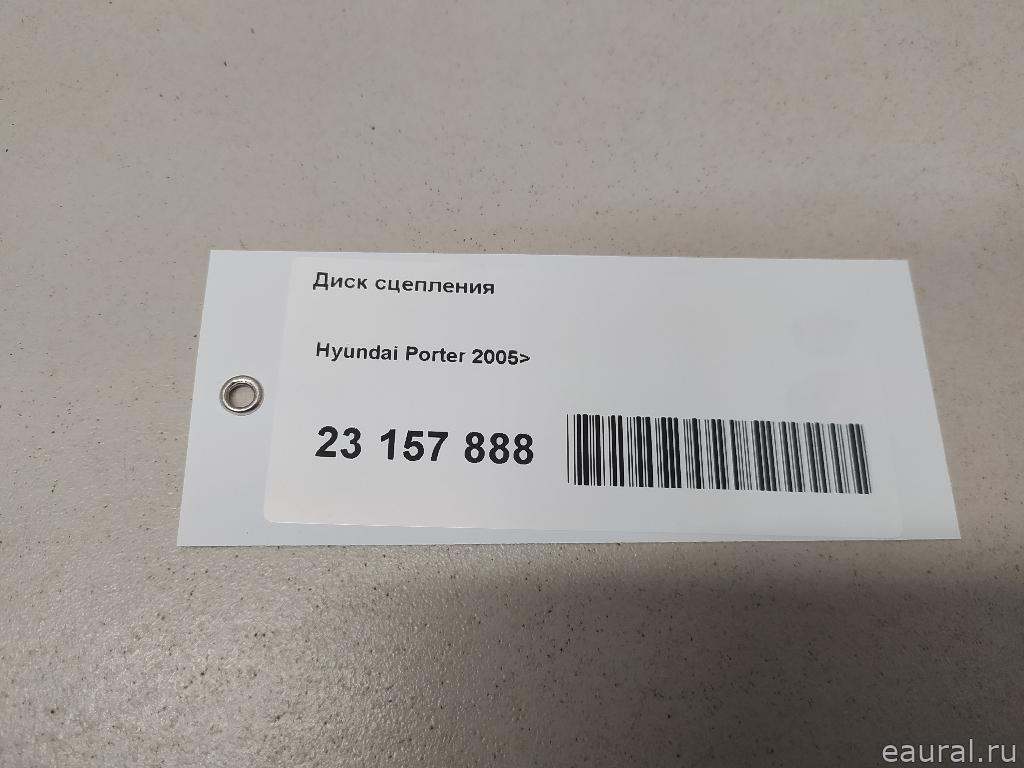 Диск сцепления
Hyundai Porter 2005>
23 157 888
eaural.ru